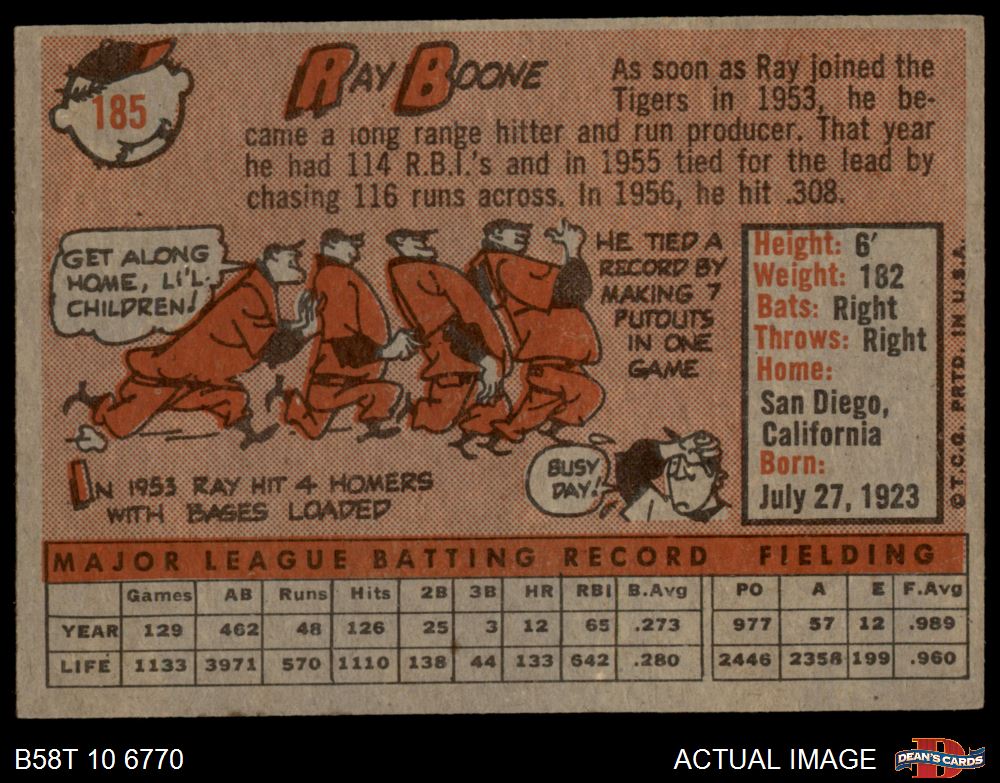 185
RAY BOONE
As soon as Ray joined the
Tigers in 1953, he be-
came a long range hitter and run producer. That year
he had 114 R.B.I.'s and in 1955 tied for the lead by
chasing 116 runs across. In 1956, he hit .308.
GET ALONG
HOME, LI'L
CHILDREN!
HE TIED A
RECORD BY
MAKING 7
PUTOUTS
IN ONE
GAME
IN 1953 RAY HIT 4 HOMERS
WITH BASES LOADED
BUSY
DAY!
Height: 6'
Weight: 182
Bats: Right
Throws: Right
Home:
San Diego,
California
Born:
July 27, 1923
© T.C.G. PRTD. IN U.S.A.
MAJOR LEAGUE BATTING RECORD FIELDING
Games AB Runs Hits 2B 3B HR RBI B.Avg PO A E F.Avg
YEAR 129 462 48 126 25 3 12 65 .273 977 57 12 .989
LIFE 1133 3971 570 1110 138 44 133 642 .280 2446 2358 199 .960
B58T 10 6770
ACTUAL IMAGE
DEAN'S CARDS